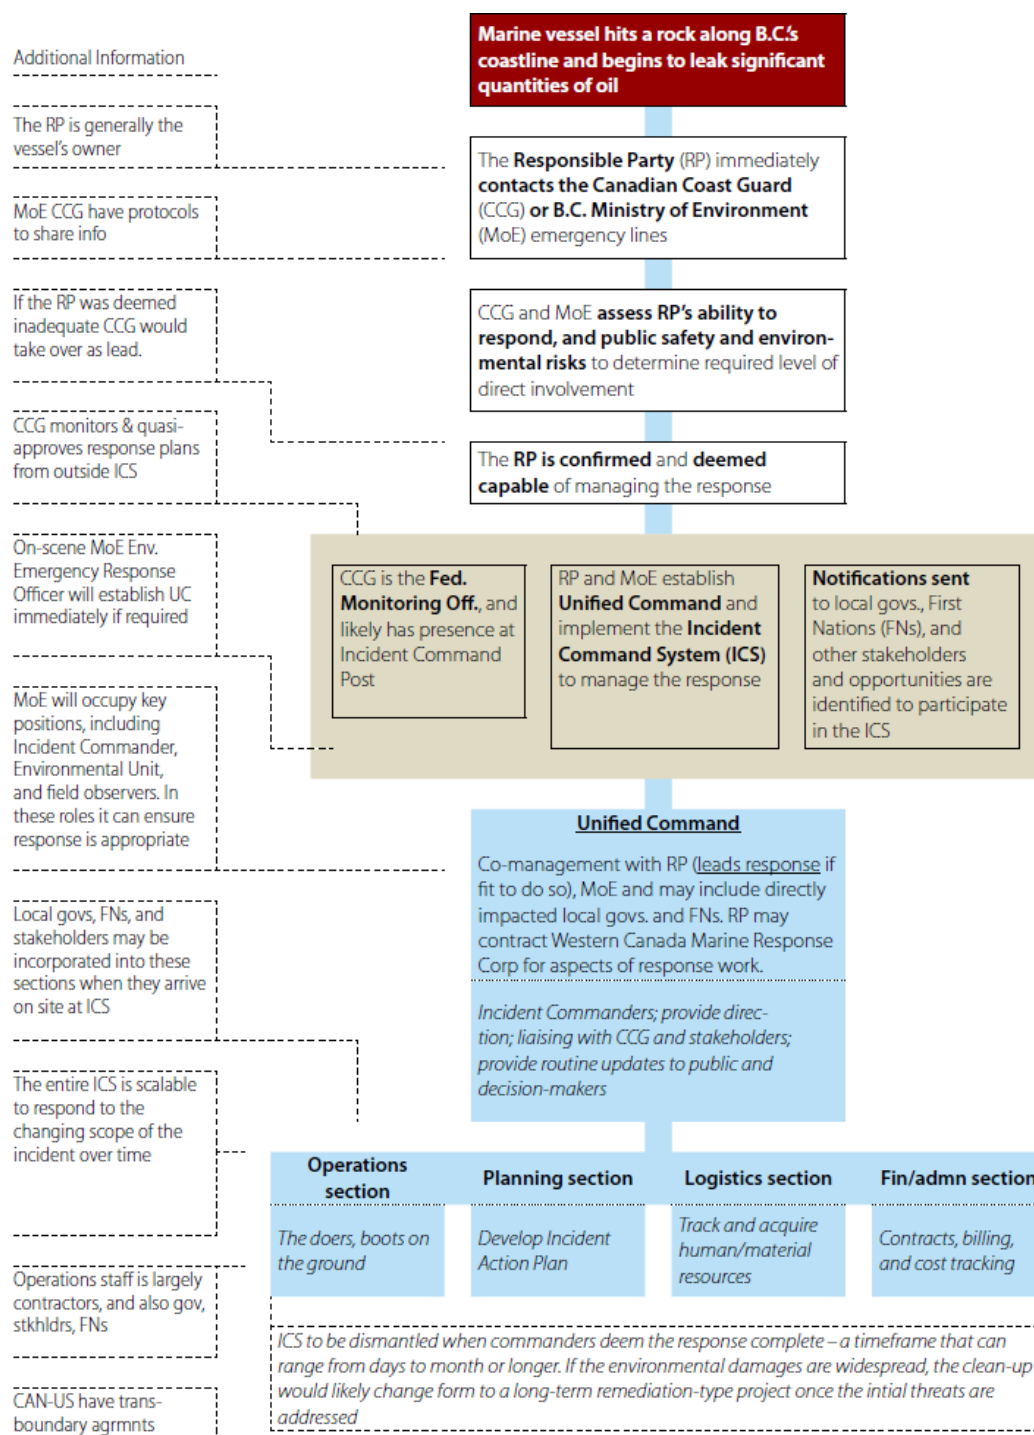 Additional Information
The RP is generally the
vessel's owner
MoE CCG have protocols
to share info
If the RP was deemed
inadequate CCG would
take over as lead.
CCG monitors & quasi-
approves response plans
from outside ICS
On-scene MoE Env.
Emergency Response
Officer will establish UC
immediately if required
MoE will occupy key
positions, including
Incident Commander,
Environmental Unit,
and field observers. In
these roles it can ensure
response is appropriate
Local govs, FNs, and
stakeholders may be
incorporated into these
sections when they arrive
on site at ICS
The entire ICS is scalable
to respond to the
changing scope of the
incident over time
Operations staff is largely
contractors, and also gov,
stkhldrs, FNs
CAN-US have trans-
boundary agrmnts
Marine vessel hits a rock along B.C.'s
coastline and begins to leak significant
quantities of oil
The Responsible Party (RP) immediately
contacts the Canadian Coast Guard
(CCG) or B.C. Ministry of Environment
(MoE) emergency lines
CCG and MoE assess RP's ability to
respond, and public safety and environ-
mental risks to determine required level of
direct involvement
The RP is confirmed and deemed
capable of managing the response
CCG is the Fed.
Monitoring Off., and
likely has presence at
Incident Command
Post
RP and MoE establish
Unified Command and
implement the Incident
Command System (ICS)
to manage the response
Notifications sent
to local govs., First
Nations (FNs), and
other stakeholders
and opportunities are
identified to participate
in the ICS
Unified Command
Co-management with RP (leads response if
fit to do so), MoE and may include directly
impacted local govs. and FNs. RP may
contract Western Canada Marine Response
Corp for aspects of response work.
Incident Commanders; provide direc-
tion; liaising with CCG and stakeholders;
provide routine updates to public and
decision-makers
Operations
section
The doers, boots on
the ground
Planning section
Develop Incident
Action Plan
Logistics section
Track and acquire
human/material
resources
Fin/admn section
Contracts, billing,
and cost tracking
ICS to be dismantled when commanders deem the response complete – a timeframe that can
range from days to month or longer. If the environmental damages are widespread, the clean-up
would likely change form to a long-term remediation-type project once the intial threats are
addressed